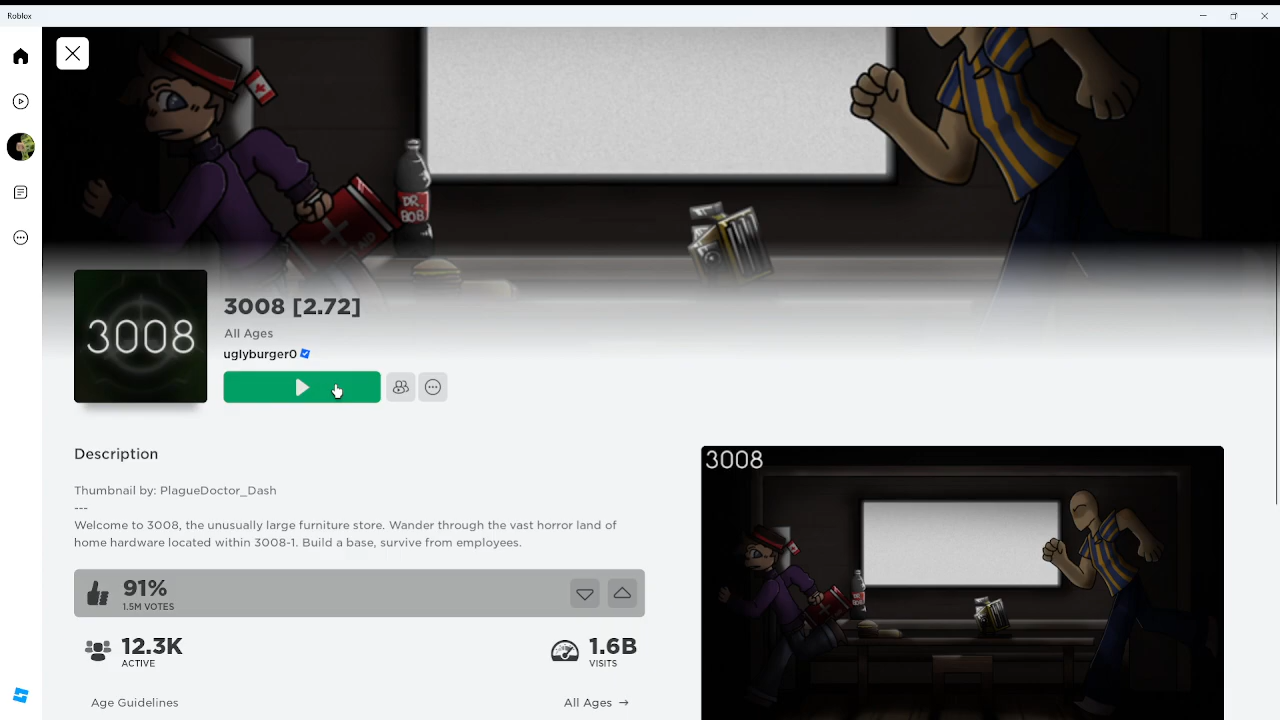 Roblox
DR.
BOB
3008
3008 [2.72]
All Ages
uglyburger0
Description
Thumbnail by: PlagueDoctor_Dash
---
Welcome to 3008, the unusually large furniture store. Wander through the vast horror land of
home hardware located within 3008-1. Build a base, survive from employees.
91%
1.5M VOTES
12.3K
ACTIVE
1.6B
VISITS
Age Guidelines
All Ages →
3008